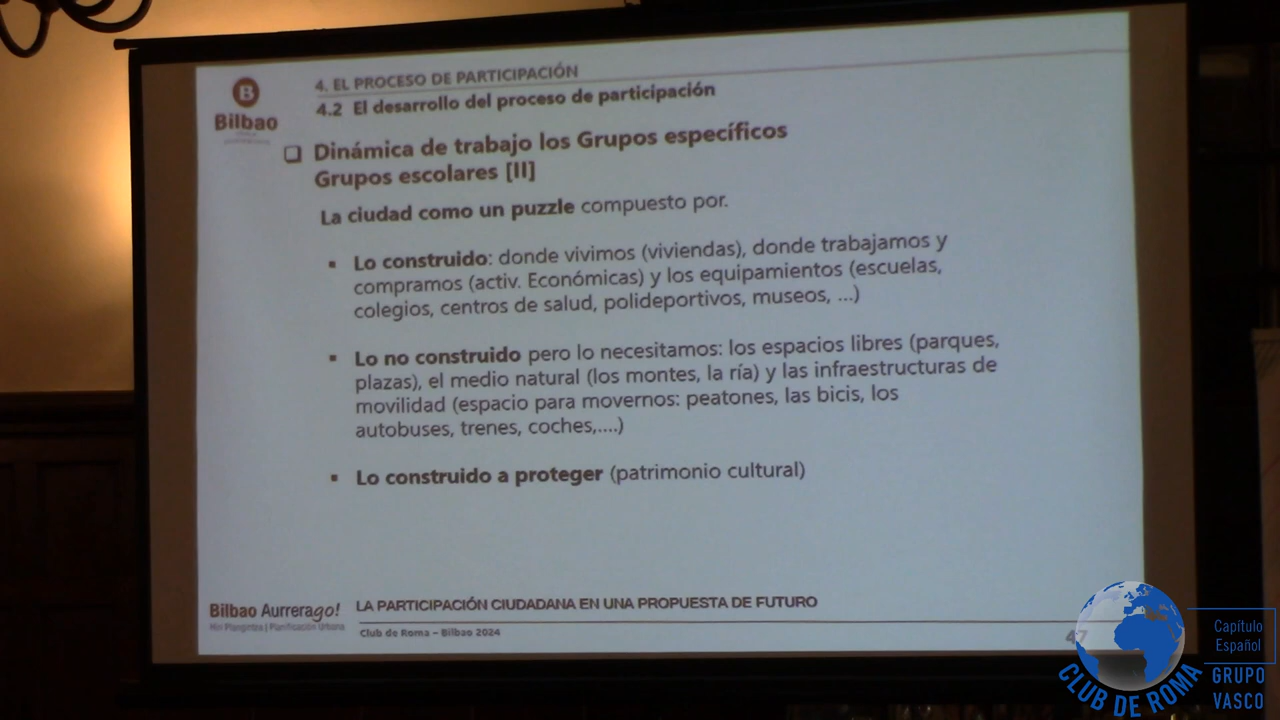 4. EL PROCESO DE PARTICIPACIÓN
4.2 El desarrollo del proceso de participación
B
Bilbao
❑ Dinámica de trabajo los Grupos específicos
Grupos escolares [II]
La ciudad como un puzzle compuesto por.
▪ Lo construido: donde vivimos (viviendas), donde trabajamos y
compramos (activ. Económicas) y los equipamientos (escuelas,
colegios, centros de salud, polideportivos, museos, ...)
▪ Lo no construido pero lo necesitamos: los espacios libres (parques,
plazas), el medio natural (los montes, la ría) y las infraestructuras de
movilidad (espacio para movernos: peatones, las bicis, los
autobuses, trenes, coches,....)
▪ Lo construido a proteger (patrimonio cultural)
Bilbao Aurrerago!
Hiri Plangintza | Planificación Urbana
LA PARTICIPACIÓN CIUDADANA EN UNA PROPUESTA DE FUTURO
Club de Roma – Bilbao 2024
47
CLUB DE ROMA
Capítulo
Español
GRUPO
VASCO